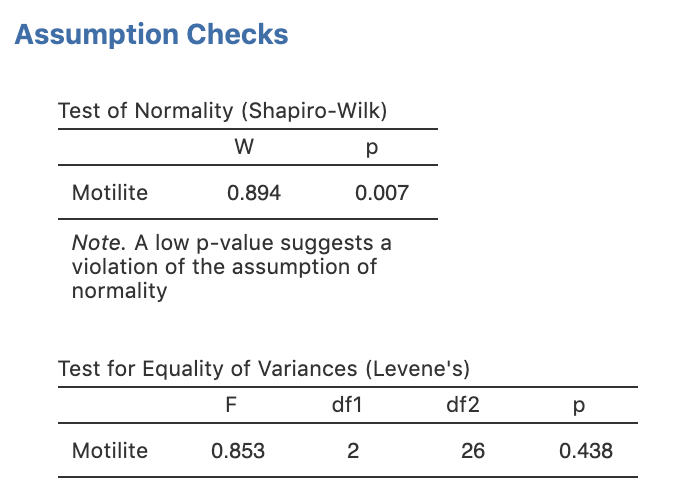 Assumption Checks
Test of Normality (Shapiro-Wilk)
W p
Motilite 0.894 0.007
Note. A low p-value suggests a
violation of the assumption of
normality
Test for Equality of Variances (Levene's)
F df1 df2 p
Motilite 0.853 2 26 0.438